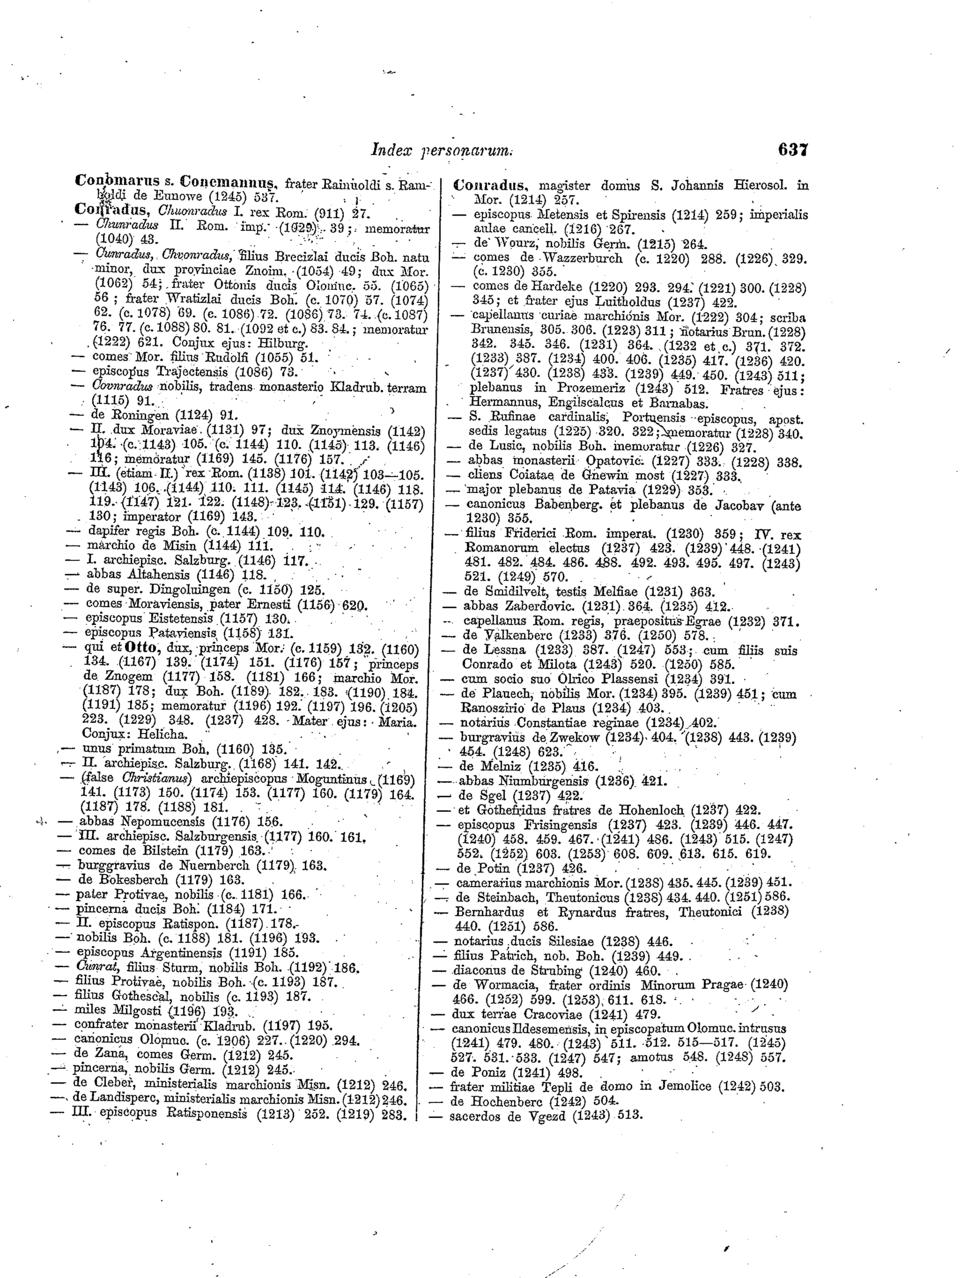 Index personarum. 637
Conomarus s. Conemannus, frater Rainuoldi s. Ram-
uoldi de Eunowe (1245) 537.
Conradus, Chuonradus I. rex Rom. (911) 27.
— Chunradus II. Rom. imp. (1029) 39; memoratur
(1040) 43.
— Cunradus, Chvonradus, filius Brecizlai ducis Boh. natu
minor, dux provinciae Znoim. (1054) 49; dux Mor.
(1062) 54; frater Ottonis ducis Olomuc. 55. (1065)
56; frater Wratizlai ducis Boh. (c. 1070) 57. (1074)
62. (c. 1078) 69. (c. 1086) 72. (1086) 73. 74. (c. 1087)
76. 77. (c. 1088) 80. 81. (1092 et c.) 83. 84.; memoratur
(1222) 621. Conjux ejus: Hilburg.
— comes Mor. filius Rudolfi (1055) 51.
— episcopus Trajectensis (1086) 73.
— Covnradus nobilis, tradens monasterio Kladrub. terram
(1115) 91.
— de Roningen (1124) 91.
— II. dux Moraviae (1131) 97; dux Znoymensis (1142)
104. (c. 1143) 105. (c. 1144) 110. (1145) 113. (1146)
116; memoratur (1169) 145. (1176) 157.
— III. (etiam II.) rex Rom. (1138) 101. (1142) 103—105.
(1143) 106. (1144) 110. 111. (1145) 114. (1146) 118.
119. (1147) 121. 122. (1148) 123. (1151) 129. (1157)
130; imperator (1169) 143.
— dapifer regis Boh. (c. 1144) 109. 110.
— marchio de Misin (1144) 111.
— I. archiepisc. Salzburg. (1146) 117.
— abbas Altahensis (1146) 118.
— de super. Dingoluingen (c. 1150) 125.
— comes Moraviensis, pater Ernesti (1156) 620.
— episcopus Eistetensis (1157) 130.
— episcopus Pataviensis (1158) 131.
— qui et Otto, dux, princeps Mor. (c. 1159) 132. (1160)
134. (1167) 139. (1174) 151. (1176) 157; princeps
de Znogem (1177) 158. (1181) 166; marchio Mor.
(1187) 178; dux Boh. (1189) 182. 183. (1190) 184.
(1191) 185; memoratur (1196) 192. (1197) 196. (1205)
223. (1229) 348. (1237) 428. Mater ejus: Maria.
Conjux: Helicha.
— unus primatum Boh. (1160) 135.
— II. archiepisc. Salzburg. (1168) 141. 142.
— (false Christianus) archiepiscopus Moguntinus (1169)
141. (1173) 150. (1174) 153. (1177) 160. (1179) 164.
(1187) 178. (1188) 181.
— abbas Nepomucensis (1176) 156.
— III. archiepisc. Salzburgensis (1177) 160. 161.
— comes de Bilstein (1179) 163.
— burggravius de Nuernberch (1179) 163.
— de Bokesberch (1179) 163.
— pater Protivae, nobilis (c. 1181) 166.
— pincerna ducis Boh. (1184) 171.
— II. episcopus Ratispon. (1187) 178.
— nobilis Boh. (c. 1188) 181. (1196) 193.
— episcopus Argentinensis (1191) 185.
— Cunrat, filius Sturm, nobilis Boh. (1192) 186.
— filius Protivae, nobilis Boh. (c. 1193) 187.
— filius Gothescal, nobilis (c. 1193) 187.
— miles Milgosti (1196) 193.
— confrater monasterii Kladrub. (1197) 195.
— canonicus Olomuc. (c. 1206) 227. (1220) 294.
— de Zana, comes Germ. (1212) 245.
— pincerna, nobilis Germ. (1212) 245.
— de Cleber, ministerialis marchionis Misn. (1212) 246.
— de Landisperc, ministerialis marchionis Misn. (1212) 246.
— III. episcopus Ratisponensis (1213) 252. (1219) 283.
Conradus, magister domus S. Johannis Hierosol. in
Mor. (1214) 257.
— episcopus Metensis et Spirensis (1214) 259; imperialis
aulae cancell. (1216) 267.
— de Wourz, nobilis Germ. (1215) 264.
— comes de Wazzerburch (c. 1220) 288. (1226) 329.
(c. 1230) 355.
— comes de Hardeke (1220) 293. 294. (1221) 300. (1228)
345; et frater ejus Luitholdus (1237) 422.
— capellanus curiae marchionis Mor. (1222) 304; scriba
Brunensis, 305. 306. (1223) 311; notarius Brun. (1228)
342. 345. 346. (1231) 364. (1232 et c.) 371. 372.
(1233) 387. (1234) 400. 406. (1235) 417. (1236) 420.
(1237) 430. (1238) 433. (1239) 449. 450. (1243) 511;
plebanus in Prozemeriz (1243) 512. Fratres ejus:
Hermannus, Engilscalcus et Barnabas.
— S. Rufinae cardinalis, Portuensis episcopus, apost.
sedis legatus (1225) 320. 322; memoratur (1228) 340.
— de Lusic, nobilis Boh. memoratur (1226) 327.
— abbas monasterii Opatovic. (1227) 333. (1228) 338.
— cliens Coiatae de Gnewin most (1227) 333.
— major plebanus de Patavia (1229) 353.
— canonicus Babenberg. et plebanus de Jacobav (ante
1230) 355.
— filius Friderici Rom. imperat. (1230) 359; IV. rex
Romanorum electus (1237) 423. (1239) 448. (1241)
481. 482. 484. 486. 488. 492. 493. 495. 497. (1243)
521. (1249) 570.
— de Smidilvelt, testis Melfiae (1231) 363.
— abbas Zaberdovic. (1231) 364. (1235) 412.
— capellanus Rom. regis, praepositus Egrae (1232) 371.
— de Valkenberc (1233) 376. (1250) 578.
— de Lessna (1233) 387. (1247) 553; cum filiis suis
Conrado et Milota (1243) 520. (1250) 585.
— cum socio suo Olrico Plassensi (1234) 391.
— de Plauech, nobilis Mor. (1234) 395. (1239) 451; cum
Ranoszirio de Plaus (1234) 403.
— notarius Constantiae reginae (1234) 402.
— burgravius de Zwekow (1234) 404. (1238) 443. (1239)
454. (1248) 623.
— de Melniz (1235) 416.
— abbas Niumburgensis (1236) 421.
— de Sgel (1237) 422.
— et Gothefridus fratres de Hohenloch (1237) 422.
— episcopus Frisingensis (1237) 423. (1239) 446. 447.
(1240) 458. 459. 467. (1241) 486. (1243) 515. (1247)
552. (1252) 603. (1253) 608. 609. 613. 615. 619.
— de Potin (1237) 426.
— camerarius marchionis Mor. (1238) 435. 445. (1239) 451.
— de Steinbach, Theutonicus (1238) 434. 440. (1251) 586.
— Bernhardus et Rynardus fratres, Theutonici (1238)
440. (1251) 586.
— notarius ducis Silesiae (1238) 446.
— filius Patrich, nob. Boh. (1239) 449.
— diaconus de Strubing (1240) 460.
— de Wormacia, frater ordinis Minorum Pragae (1240)
466. (1252) 599. (1253) 611. 618.
— dux terrae Cracoviae (1241) 479.
— canonicus Ildesemensis, in episcopatum Olomuc. intrusus
(1241) 479. 480. (1243) 511. 512. 515—517. (1245)
527. 531. 533. (1247) 547; amotus 548. (1248) 557.
— de Poniz (1241) 498.
— frater militiae Tepli de domo in Jemolice (1242) 503.
— de Hochenberc (1242) 504.
— sacerdos de Vgezd (1243) 513.